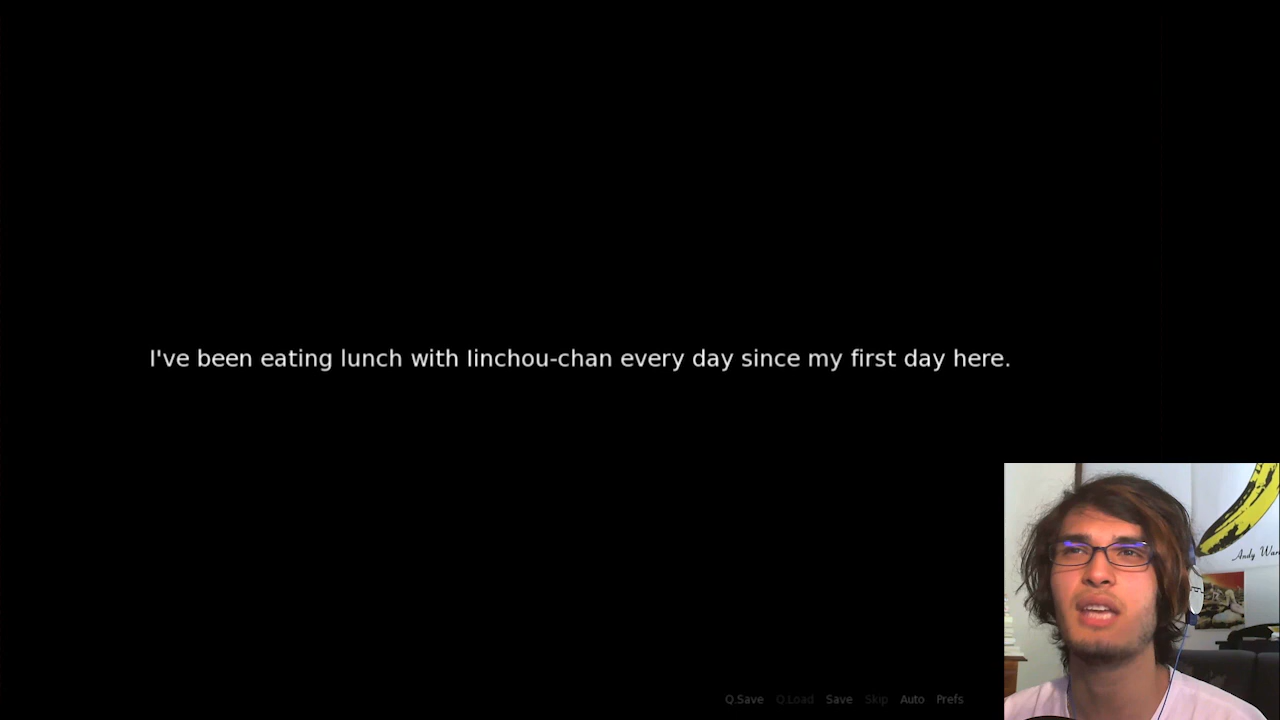 I've been eating lunch with Iinchou-chan every day since my first day here.
Andy War
Q.Save Q.Load Save Skip Auto Prefs